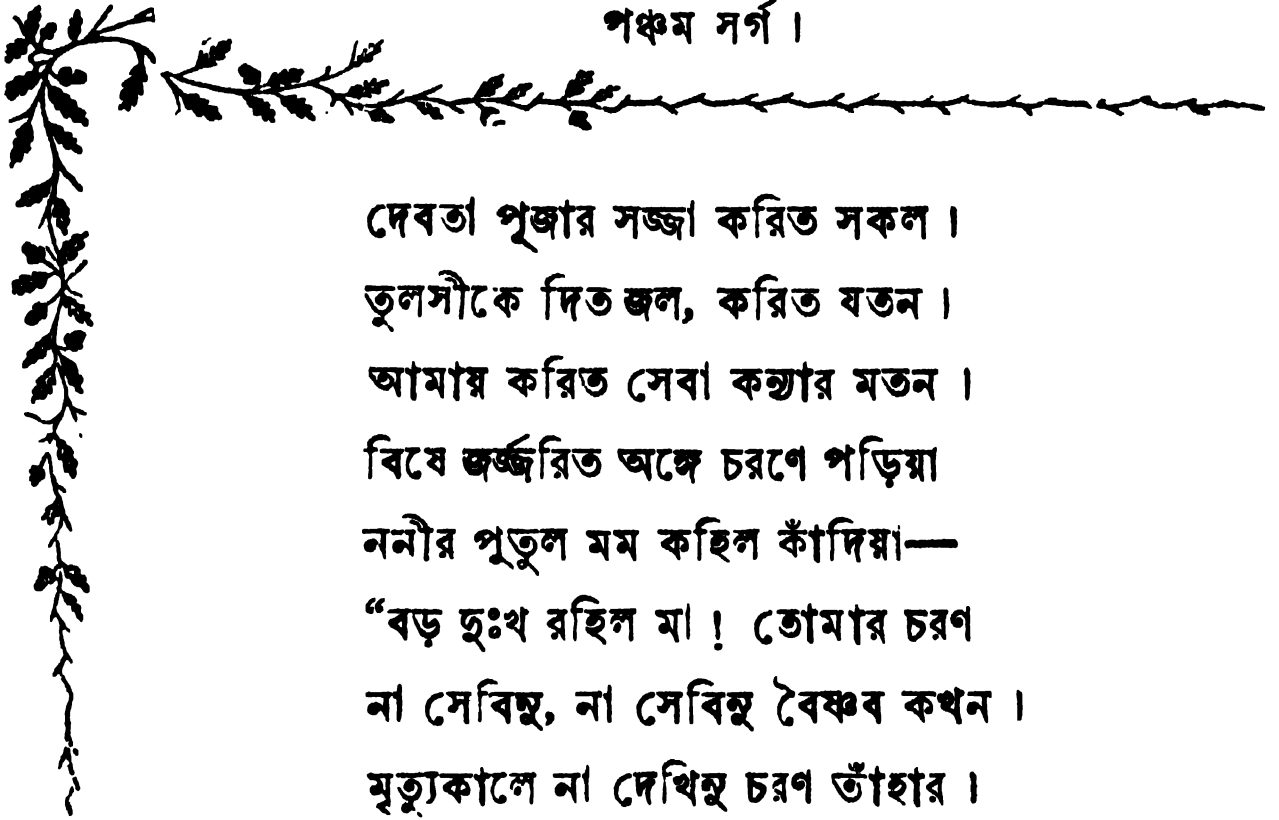 পঞ্চম সর্গ।
দেবতা পূজার সজ্জা করিত সকল।
তুলসীকে দিত জল, করিত যতন।
আমায় করিত সেবা কন্যার মতন।
বিষে জর্জ্জরিত অঙ্গে চরণে পড়িয়া
ননীর পুতুল মম কহিল কাঁদিয়া—
“বড় দুঃখ রহিল মা! তোমার চরণ
না সেবিনু, না সেবিনু বৈষ্ণব কখন।
মৃত্যুকালে না দেখিনু চরণ তাঁহার।